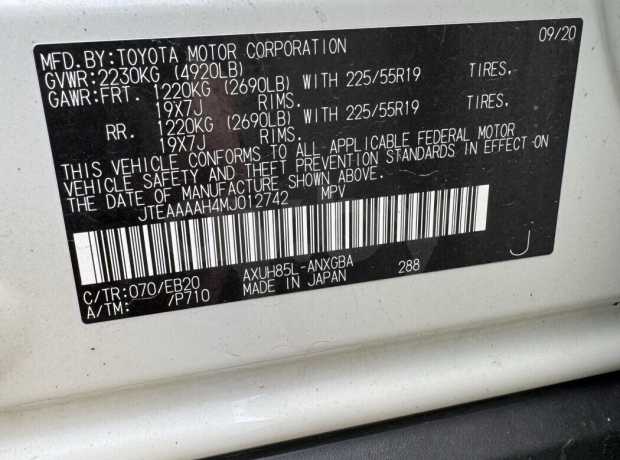 MFD.BY:TOYOTA MOTOR CORPORATION 09/20
GVWR:2230KG (4920LB)
GAWR:FRT. 1220KG (2690LB) WITH 225/55R19 TIRES,
19X7J RIMS.
RR. 1220KG (2690LB) WITH 225/55R19 TIRES,
19X7J RIMS.
THIS VEHICLE CONFORMS TO ALL APPLICABLE FEDERAL MOTOR
VEHICLE SAFETY AND THEFT PREVENTION STANDARDS IN EFFECT ON
THE DATE OF MANUFACTURE SHOWN ABOVE.
JTEAAAAH4MJ012742 MPV
C/TR:070/EB20 AXUH85L-ANXGBA 288 J
A/TM: /P710 MADE IN JAPAN